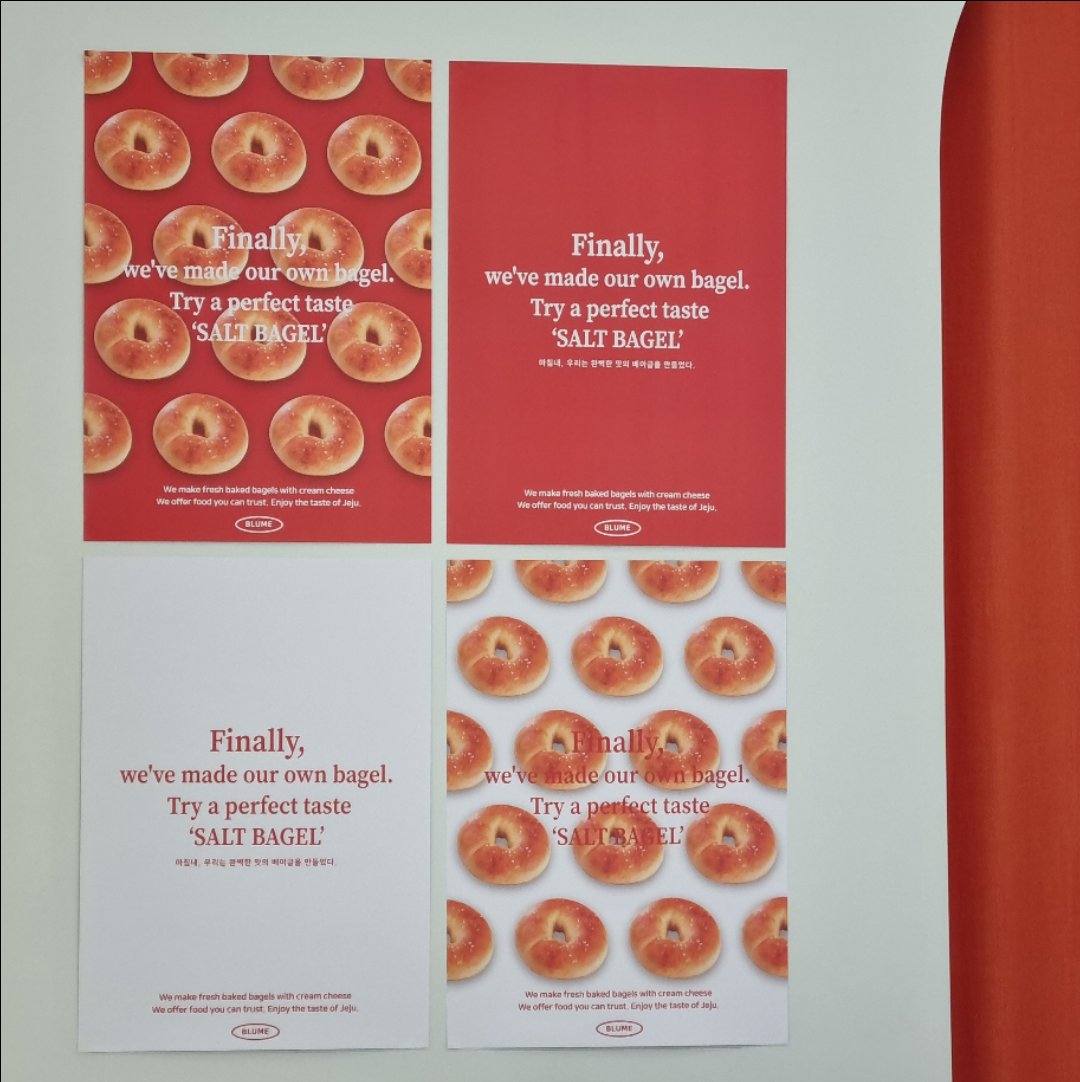 Finally,
we've made our own bagel.
Try a perfect taste
‘SALT BAGEL’
We make fresh baked bagels with cream cheese
We offer food you can trust. Enjoy the taste of Jeju.
BLUME
Finally,
we've made our own bagel.
Try a perfect taste
‘SALT BAGEL’
아침내, 우리는 완벽한 맛의 베이글을 만들었다.
We make fresh baked bagels with cream cheese
We offer food you can trust. Enjoy the taste of Jeju.
BLUME
Finally,
we've made our own bagel.
Try a perfect taste
‘SALT BAGEL’
아침내, 우리는 완벽한 맛의 베이글을 만들었다.
We make fresh baked bagels with cream cheese
We offer food you can trust. Enjoy the taste of Jeju.
BLUME
Finally,
we've made our own bagel.
Try a perfect taste
‘SALT BAGEL’
We make fresh baked bagels with cream cheese
We offer food you can trust. Enjoy the taste of Jeju.
BLUME